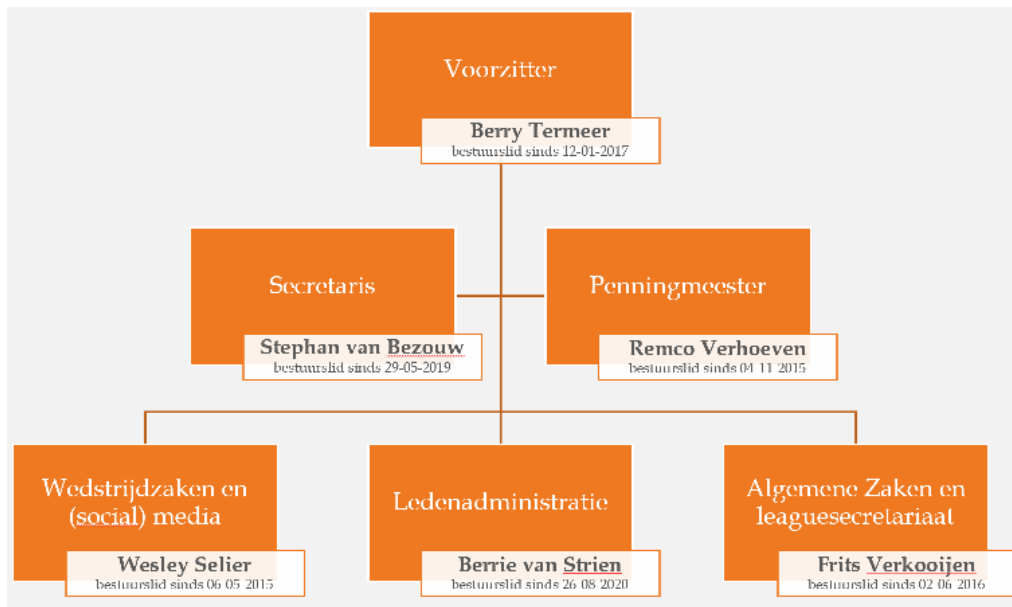 Voorzitter
Berry Termeer
bestuurslid sinds 12-01-2017
Secretaris
Stephan van Bezouw
bestuurslid sinds 29-05-2019
Penningmeester
Remco Verhoeven
bestuurslid sinds 04-11-2015
Wedstrijdzaken en
(social) media
Wesley Selier
bestuurslid sinds 06-05-2015
Ledenadministratie
Berrie van Strien
bestuurslid sinds 26-08-2020
Algemene Zaken en
leaguesecretariaat
Frits Verkooijen
bestuurslid sinds 02-06-2016